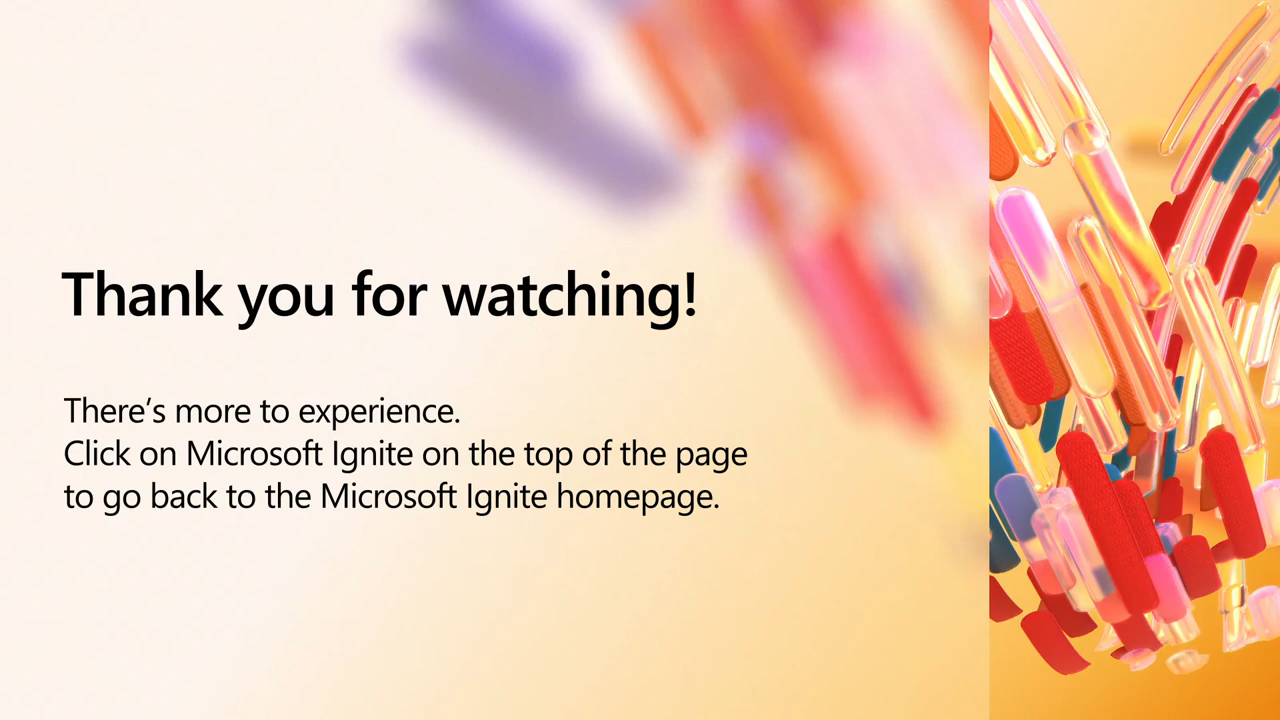 Thank you for watching!
There’s more to experience.
Click on Microsoft Ignite on the top of the page
to go back to the Microsoft Ignite homepage.